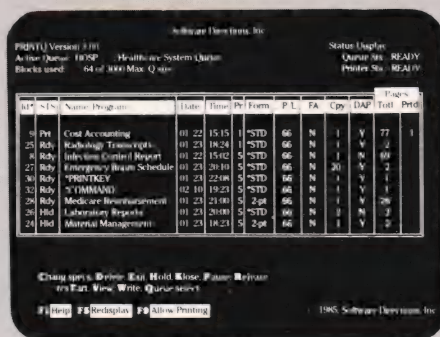 Software Directions, Inc
PRINTQ Version 3.01 Status Display
Active Queue HOSP Healthcare System Queue Queue Sts READY
Blocks used: 64 of 3000 Max. Q size Printer Sts READY
Pages
Id* STS Name/Program Date Time Pr Form P L FA Cpy DAP Totl Prtd
9 Prt Cost Accounting 01 22 15:15 1 *STD 66 N 1 Y 77 1
25 Rdy Radiology Transcripts 01 23 18:24 1 *STD 66 N 1 Y 2
8 Rdy Infection Control Report 01 22 15:02 5 *STD 66 N 1 N 69
27 Rdy Emergency Room Schedule 01 23 20:10 5 *STD 66 N 20 Y 2
30 Rdy *PRINTKEY 01 23 22:08 5 *STD 66 N 1 Y 1
32 Rdy *COMMAND 02 10 19:23 5 *STD 66 N 1 Y 1
28 Rdy Medicare Reimbursement 01 23 21:00 5 2-pt 66 N 1 Y 26
26 Hld Laboratory Reports 01 23 20:00 5 *STD 66 N 2 N 2
24 Hld Material Management 01 23 18:23 5 2-pt 66 N 1 Y 2
Chang specs, Delete, Exit, Hold, Klose, Pause, Release
resTart, View, Write, Queue select
F1 Help F5 Redisplay F9 Allow Printing 1985, Software Directions, Inc